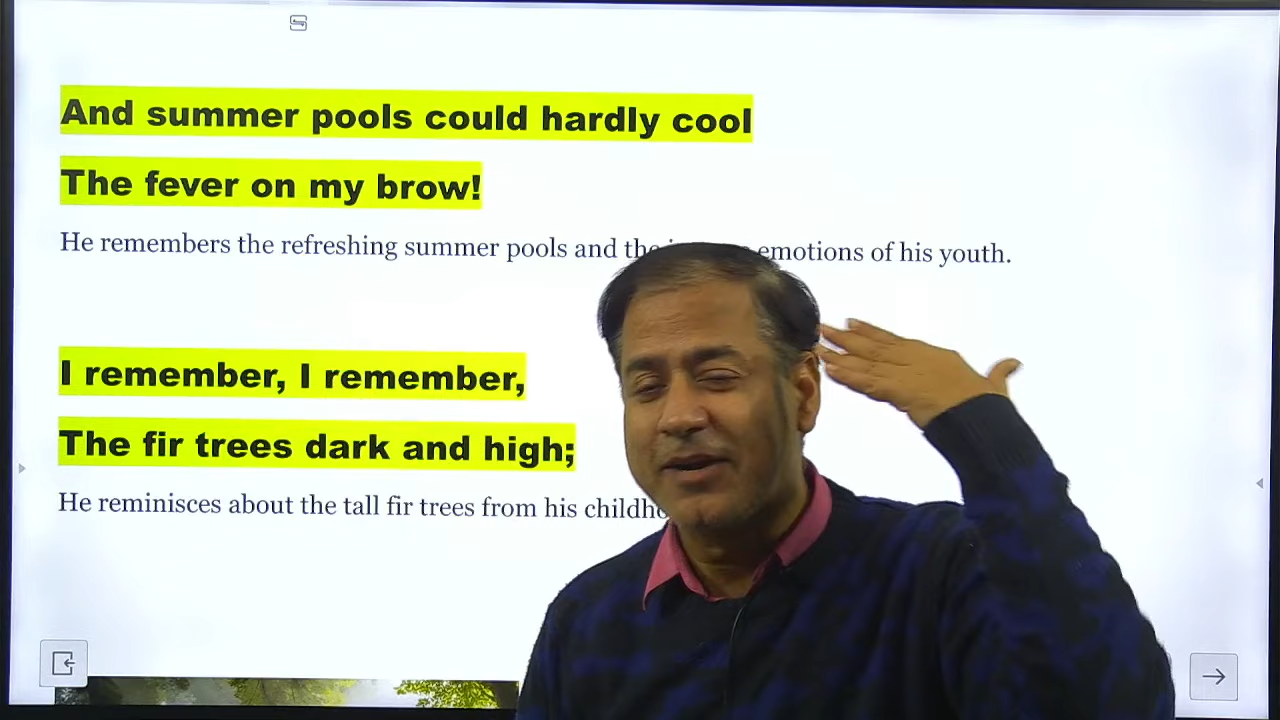 And summer pools could hardly cool
The fever on my brow!
He remembers the refreshing summer pools and the emotions of his youth.
I remember, I remember,
The fir trees dark and high;
He reminisces about the tall fir trees from his